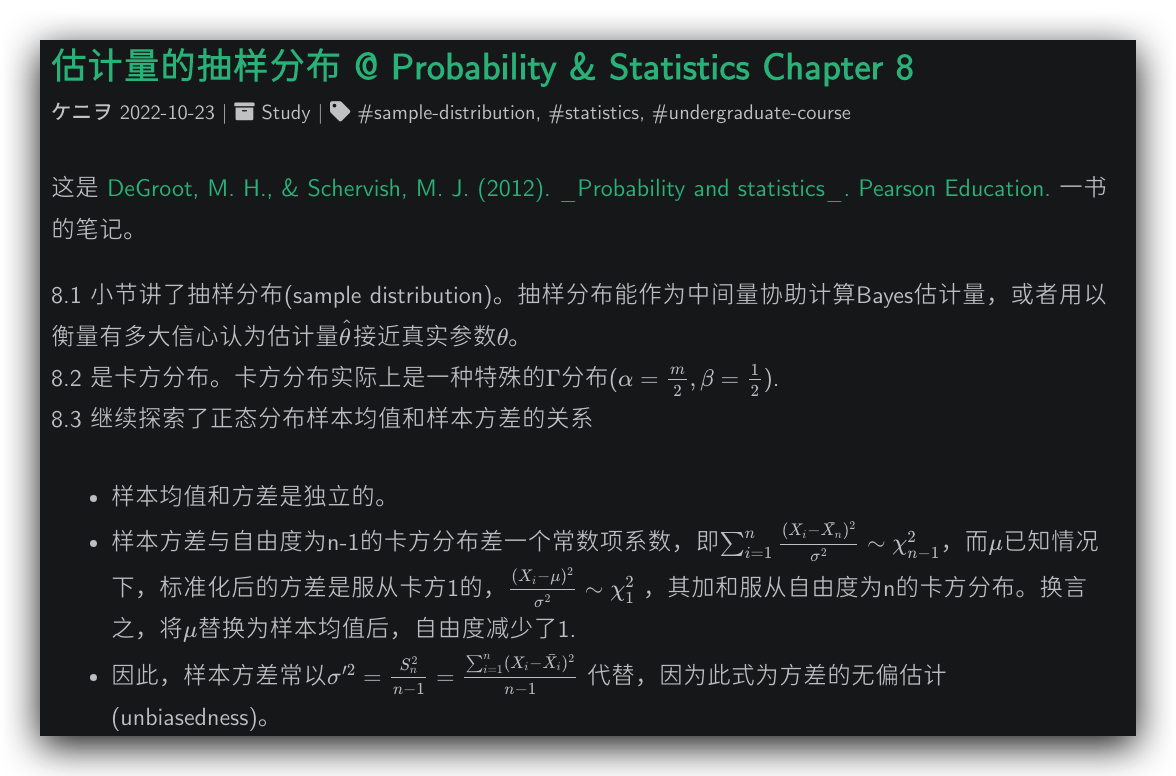 估计量的抽样分布 @ Probability & Statistics Chapter 8
ケニヲ 2022-10-23 | Study | #sample-distribution, #statistics, #undergraduate-course
这是 DeGroot, M. H., & Schervish, M. J. (2012). _Probability and statistics_. Pearson Education. 一书
的笔记。
8.1 小节讲了抽样分布(sample distribution)。抽样分布能作为中间量协助计算Bayes估计量，或者用以
衡量有多大信心认为估计量$\hat{\theta}$接近真实参数$\theta$。
8.2 是卡方分布。卡方分布实际上是一种特殊的Γ分布($\alpha = \frac{m}{2}, \beta = \frac{1}{2}$).
8.3 继续探索了正态分布样本均值和样本方差的关系
• 样本均值和方差是独立的。
• 样本方差与自由度为n-1的卡方分布差一个常数项系数，即$\sum_{i=1}^{n} \frac{(X_i-\bar{X_n})^2}{\sigma^2} \sim \chi^2_{n-1}$，而$\mu$已知情况
下，标准化后的方差是服从卡方1的，$\frac{(X_i-\mu)^2}{\sigma^2} \sim \chi^2_1$ ，其加和服从自由度为n的卡方分布。换言
之，将$\mu$替换为样本均值后，自由度减少了1.
• 因此，样本方差常以$\sigma'^2 = \frac{S_n^2}{n-1} = \frac{\sum_{i=1}^{n}(X_i-\bar{X}_i)^2}{n-1}$ 代替，因为此式为方差的无偏估计
(unbiasedness)。